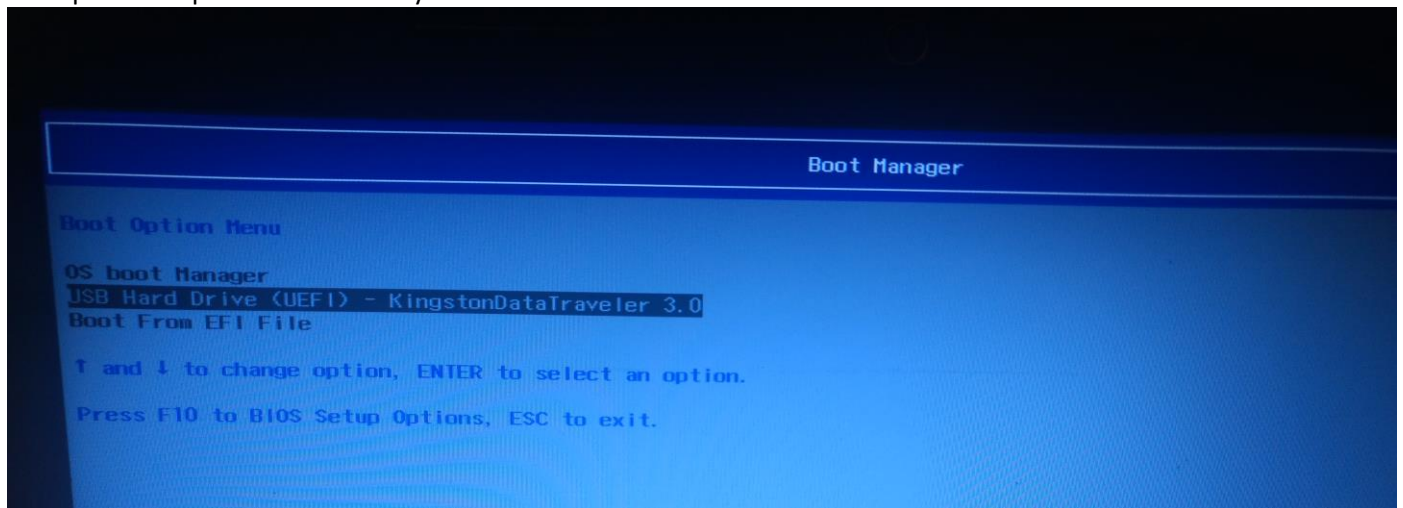 Boot Manager
Boot Option Menu
OS boot Manager
USB Hard Drive (UEFI) - KingstonDataTraveler 3.0
Boot From EFI File
↑ and ↓ to change option, ENTER to select an option.
Press F10 to BIOS Setup Options, ESC to exit.